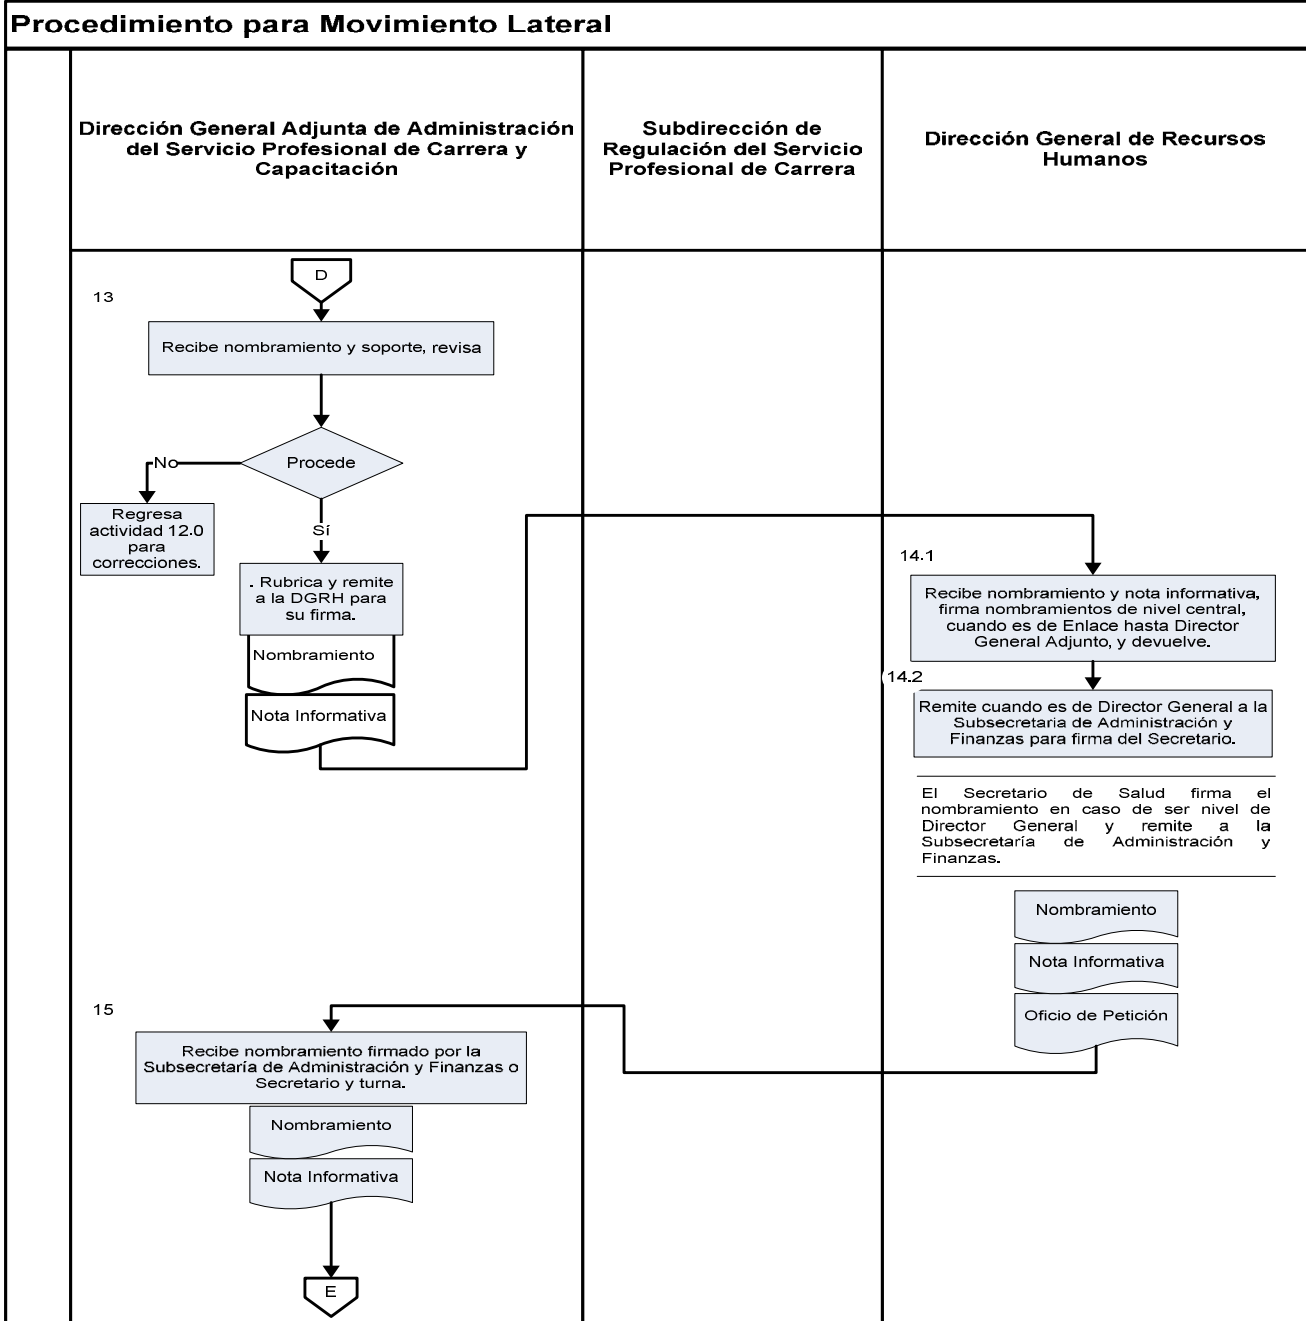 Procedimiento para Movimiento Lateral
Dirección General Adjunta de Administración
del Servicio Profesional de Carrera y
Capacitación
Subdirección de
Regulación del Servicio
Profesional de Carrera
Dirección General de Recursos
Humanos
D
13
Recibe nombramiento y soporte, revisa
Procede
No
Regresa
actividad 12.0
para
correcciones.
Sí
. Rubrica y remite
a la DGRH para
su firma.
Nombramiento
Nota Informativa
14.1
Recibe nombramiento y nota informativa,
firma nombramientos de nivel central,
cuando es de Enlace hasta Director
General Adjunto, y devuelve.
14.2
Remite cuando es de Director General a la
Subsecretaria de Administración y
Finanzas para firma del Secretario.
El Secretario de Salud firma el
nombramiento en caso de ser nivel de
Director General y remite a la
Subsecretaría de Administración y
Finanzas.
Nombramiento
Nota Informativa
Oficio de Petición
15
Recibe nombramiento firmado por la
Subsecretaría de Administración y Finanzas o
Secretario y turna.
Nombramiento
Nota Informativa
E